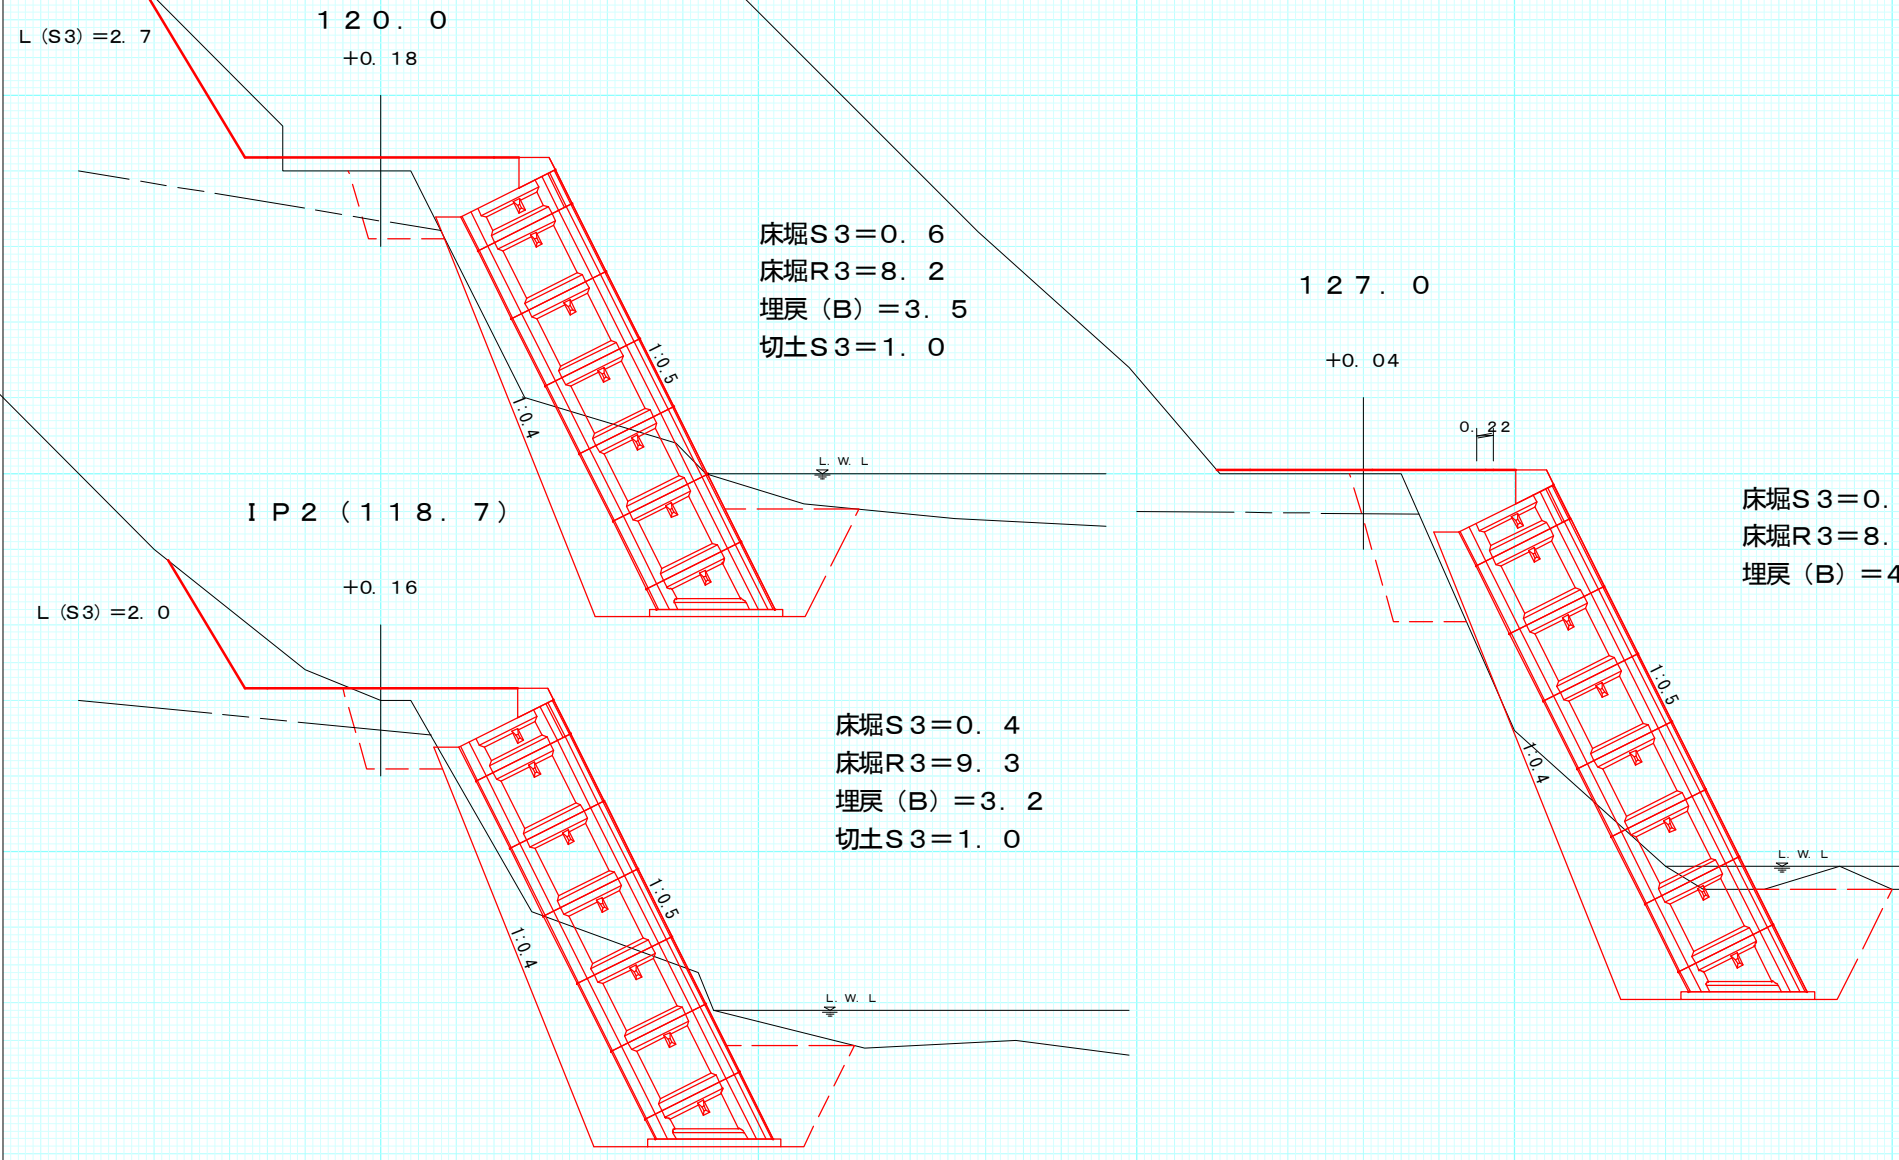 L(S3)=2. 7
120. 0
+0. 18
床堀S3=0. 6
床堀R3=8. 2
埋戻(B)=3. 5
切土S3=1. 0
1:0.5
1:0.4
L. W. L
IP2(118. 7)
+0. 16
L(S3)=2. 0
床堀S3=0. 4
床堀R3=9. 3
埋戻(B)=3. 2
切土S3=1. 0
1:0.5
1:0.4
L. W. L
127. 0
+0. 04
0. 22
床堀S3=0.
床堀R3=8.
埋戻(B)=4
1:0.5
1:0.4
L. W. L